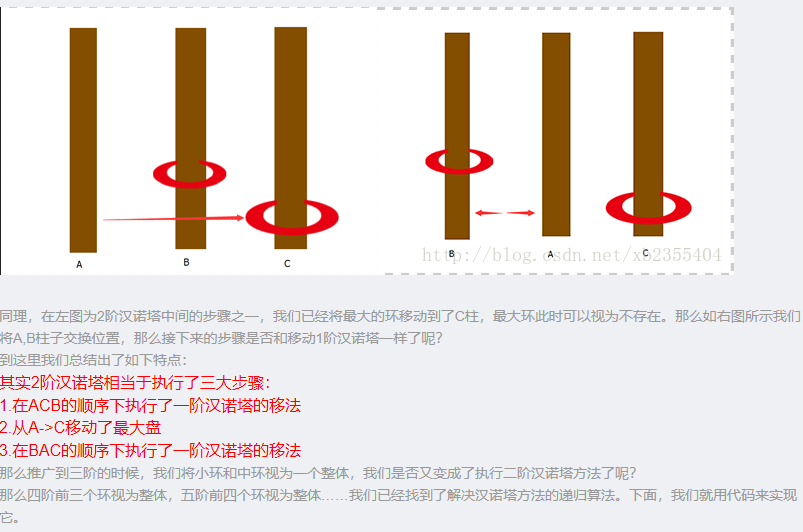 A
B
C
B
A
C
http://blog.csdn.net/xb2355404
同理，在左图为2阶汉诺塔中间的步骤之一，我们已经将最大的环移动到了C柱，最大环此时可以视为不存在。那么如右图所示我们
将A,B柱子交换位置，那么接下来的步骤是否和移动1阶汉诺塔一样了呢？
到这里我们总结出了如下特点：
其实2阶汉诺塔相当于执行了三大步骤：
1.在ACB的顺序下执行了一阶汉诺塔的移法
2.从A->C移动了最大盘
3.在BAC的顺序下执行了一阶汉诺塔的移法
那么推广到三阶的时候，我们将小环和中环视为一个整体，我们是否又变成了执行二阶汉诺塔方法了呢？
那么四阶前三个环视为整体，五阶前四个环视为整体……我们已经找到了解决汉诺塔方法的递归算法。下面，我们就用代码来实现
它。